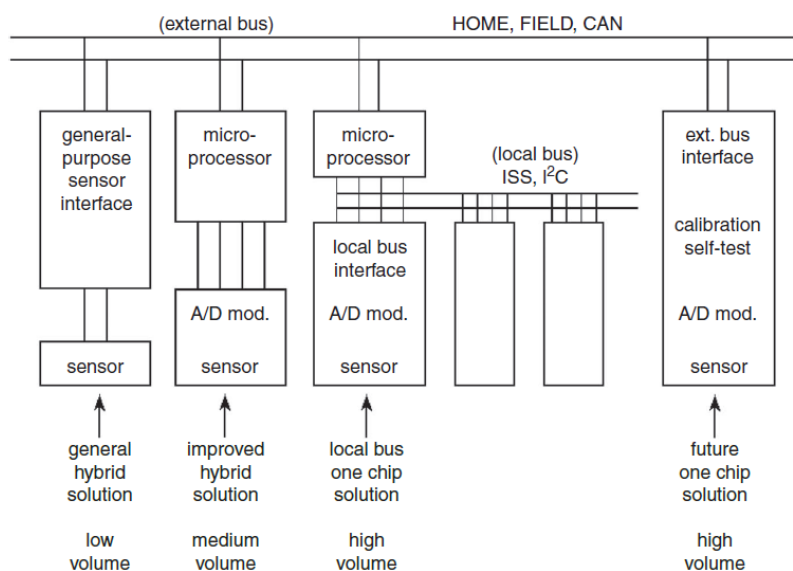 (external bus)
HOME, FIELD, CAN
general-
purpose
sensor
interface
sensor
micro-
processor
A/D mod.
sensor
micro-
processor
(local bus)
ISS, I²C
local bus
interface
A/D mod.
sensor
ext. bus
interface
calibration
self-test
A/D mod.
sensor
general
hybrid
solution
low
volume
improved
hybrid
solution
medium
volume
local bus
one chip
solution
high
volume
future
one chip
solution
high
volume